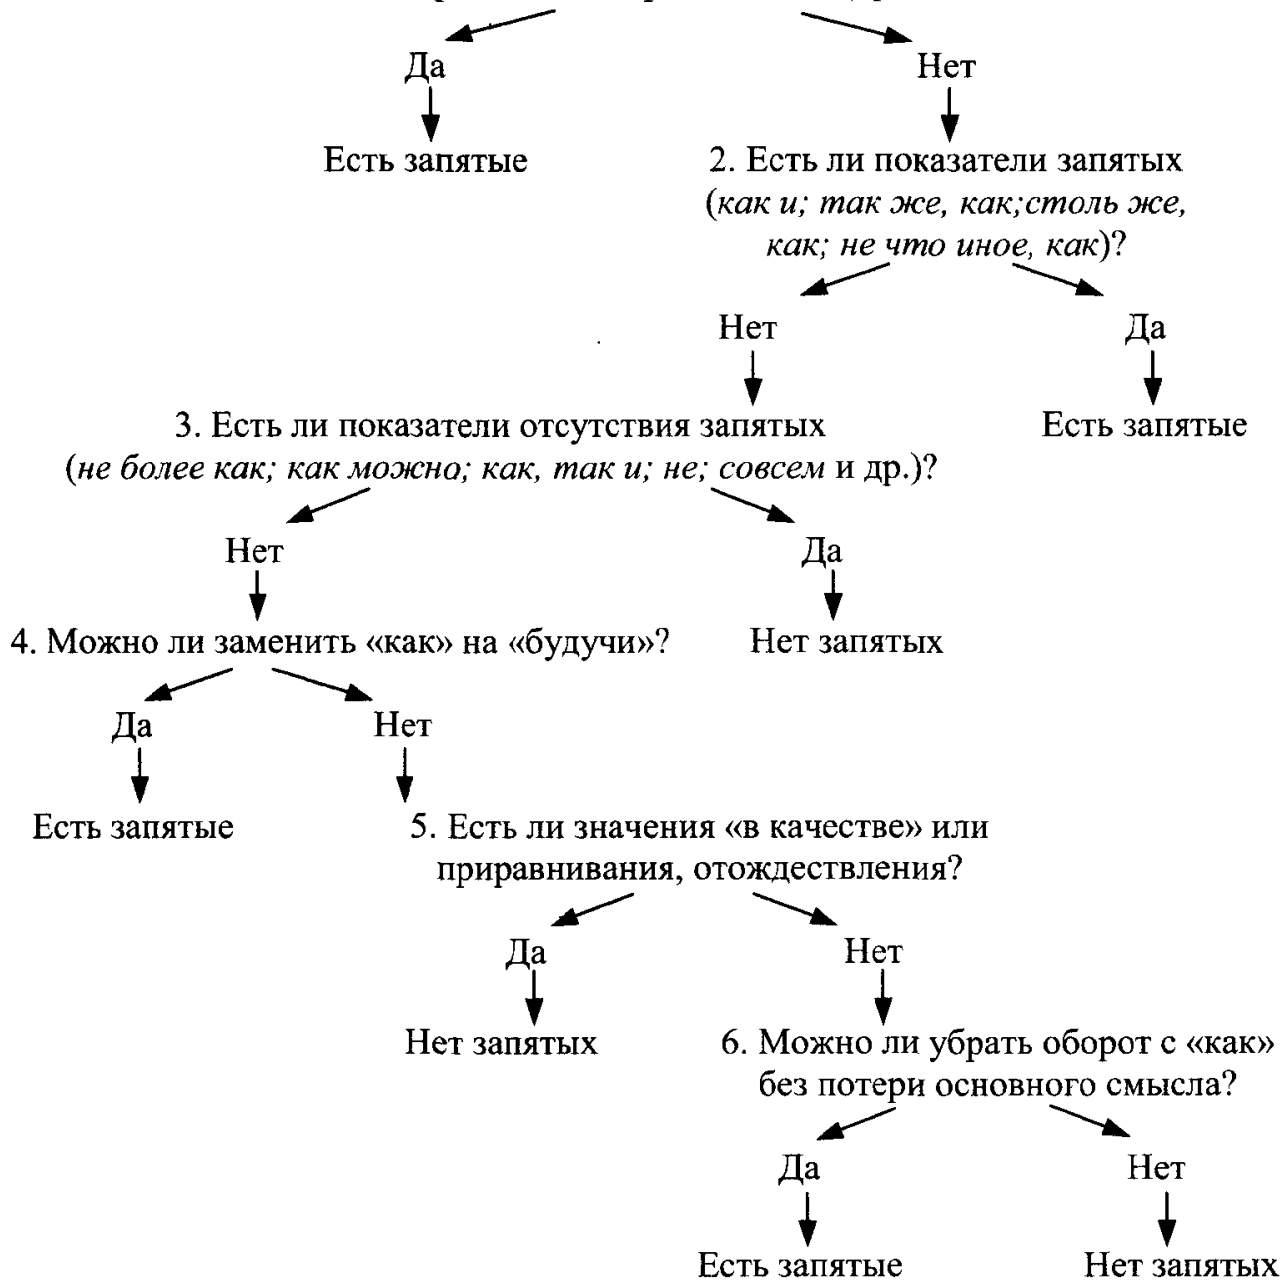 Да
Нет
Есть запятые
2. Есть ли показатели запятых
(как и; так же, как;столь же,
как; не что иное, как)?
Нет
Да
3. Есть ли показатели отсутствия запятых
(не более как; как можно; как, так и; не; совсем и др.)?
Есть запятые
Нет
Да
4. Можно ли заменить «как» на «будучи»?
Нет запятых
Да
Нет
Есть запятые
5. Есть ли значения «в качестве» или
приравнивания, отождествления?
Да
Нет
Нет запятых
6. Можно ли убрать оборот с «как»
без потери основного смысла?
Да
Нет
Есть запятые
Нет запятых